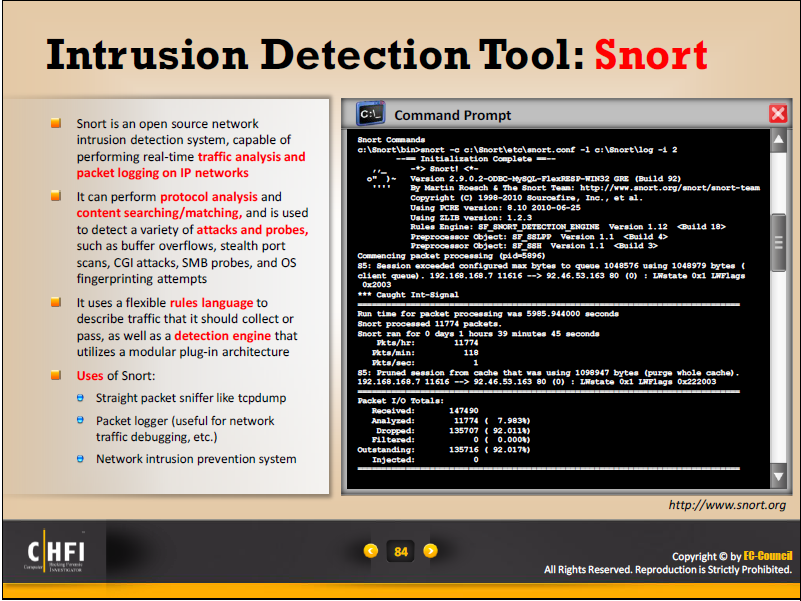 Intrusion Detection Tool: Snort
Snort is an open source network
intrusion detection system, capable of
performing real-time traffic analysis and
packet logging on IP networks
It can perform protocol analysis and
content searching/matching, and is used
to detect a variety of attacks and probes,
such as buffer overflows, stealth port
scans, CGI attacks, SMB probes, and OS
fingerprinting attempts
It uses a flexible rules language to
describe traffic that it should collect or
pass, as well as a detection engine that
utilizes a modular plug-in architecture
Uses of Snort:
Straight packet sniffer like tcpdump
Packet logger (useful for network
traffic debugging, etc.)
Network intrusion prevention system
C:\_ Command Prompt
Snort Commands
c:\Snort\bin>snort -c c:\Snort\etc\snort.conf -l c:\Snort\log -i 2
--== Initialization Complete ==--
,,_ -*> Snort! <*-
o" )~ Version 2.9.0.2-ODBC-MySQL-FlexRESP-WIN32 GRE (Build 92)
'''' By Martin Roesch & The Snort Team: http://www.snort.org/snort/snort-team
Copyright (C) 1998-2010 Sourcefire, Inc., et al.
Using PCRE version: 8.10 2010-06-25
Using ZLIB version: 1.2.3
Rules Engine: SF_SNORT_DETECTION_ENGINE Version 1.12 <Build 18>
Preprocessor Object: SF_SSLPP Version 1.1 <Build 4>
Preprocessor Object: SF_SSH Version 1.1 <Build 3>
Commencing packet processing (pid=5896)
S5: Session exceeded configured max bytes to queue 1048576 using 1048979 bytes (
client queue). 192.168.168.7 11616 --> 92.46.53.163 80 (0) : LWstate 0x1 LWFlags
0x2003
*** Caught Int-Signal
Run time for packet processing was 5985.944000 seconds
Snort processed 11774 packets.
Snort ran for 0 days 1 hours 39 minutes 45 seconds
Pkts/hr: 11774
Pkts/min: 118
Pkts/sec: 1
S5: Pruned session from cache that was using 1098947 bytes (purge whole cache).
192.168.168.7 11616 --> 92.46.53.163 80 (0) : LWstate 0x1 LWFlags 0x222003
Packet I/O Totals:
Received: 147490
Analyzed: 11774 ( 7.983%)
Dropped: 135707 ( 92.011%)
Filtered: 0 ( 0.000%)
Outstanding: 135716 ( 92.017%)
Injected: 0
http://www.snort.org
CHFI
Computer Hacking Forensic
INVESTIGATOR
84
Copyright © by EC-Council
All Rights Reserved. Reproduction is Strictly Prohibited.